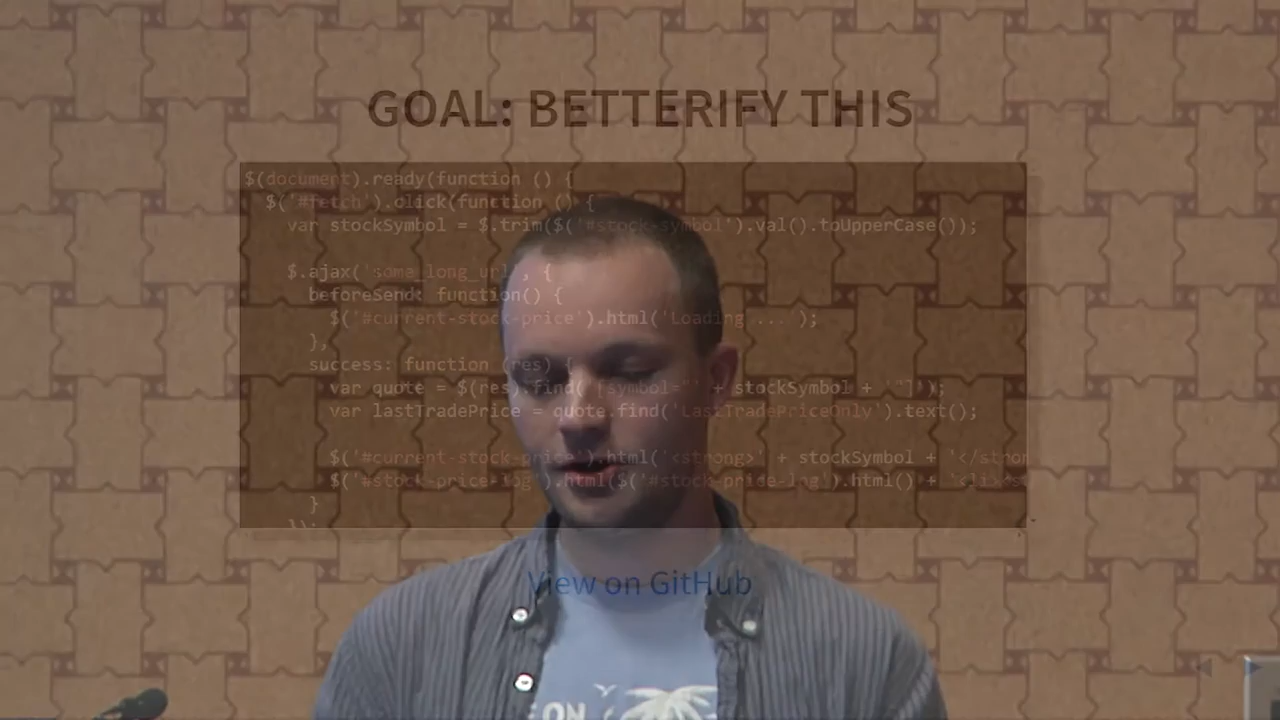 GOAL: BETTERIFY THIS
$(document).ready(function () {
$('#fetch').click(function () {
var stockSymbol = $.trim($('#stock-symbol').val().toUpperCase());
$.ajax('some_long_url', {
beforeSend: function() {
$('#current-stock-price').html('Loading ... ');
},
success: function (res) {
var quote = $(res).find('[symbol="' + stockSymbol + '"]');
var lastTradePrice = quote.find('LastTradePriceOnly').text();
$('#current-stock-price').html('<strong>' + stockSymbol + '</stron
$('#stock-price-log').html($('#stock-price-log').html() + '<li><s
}
});
View on GitHub
ON